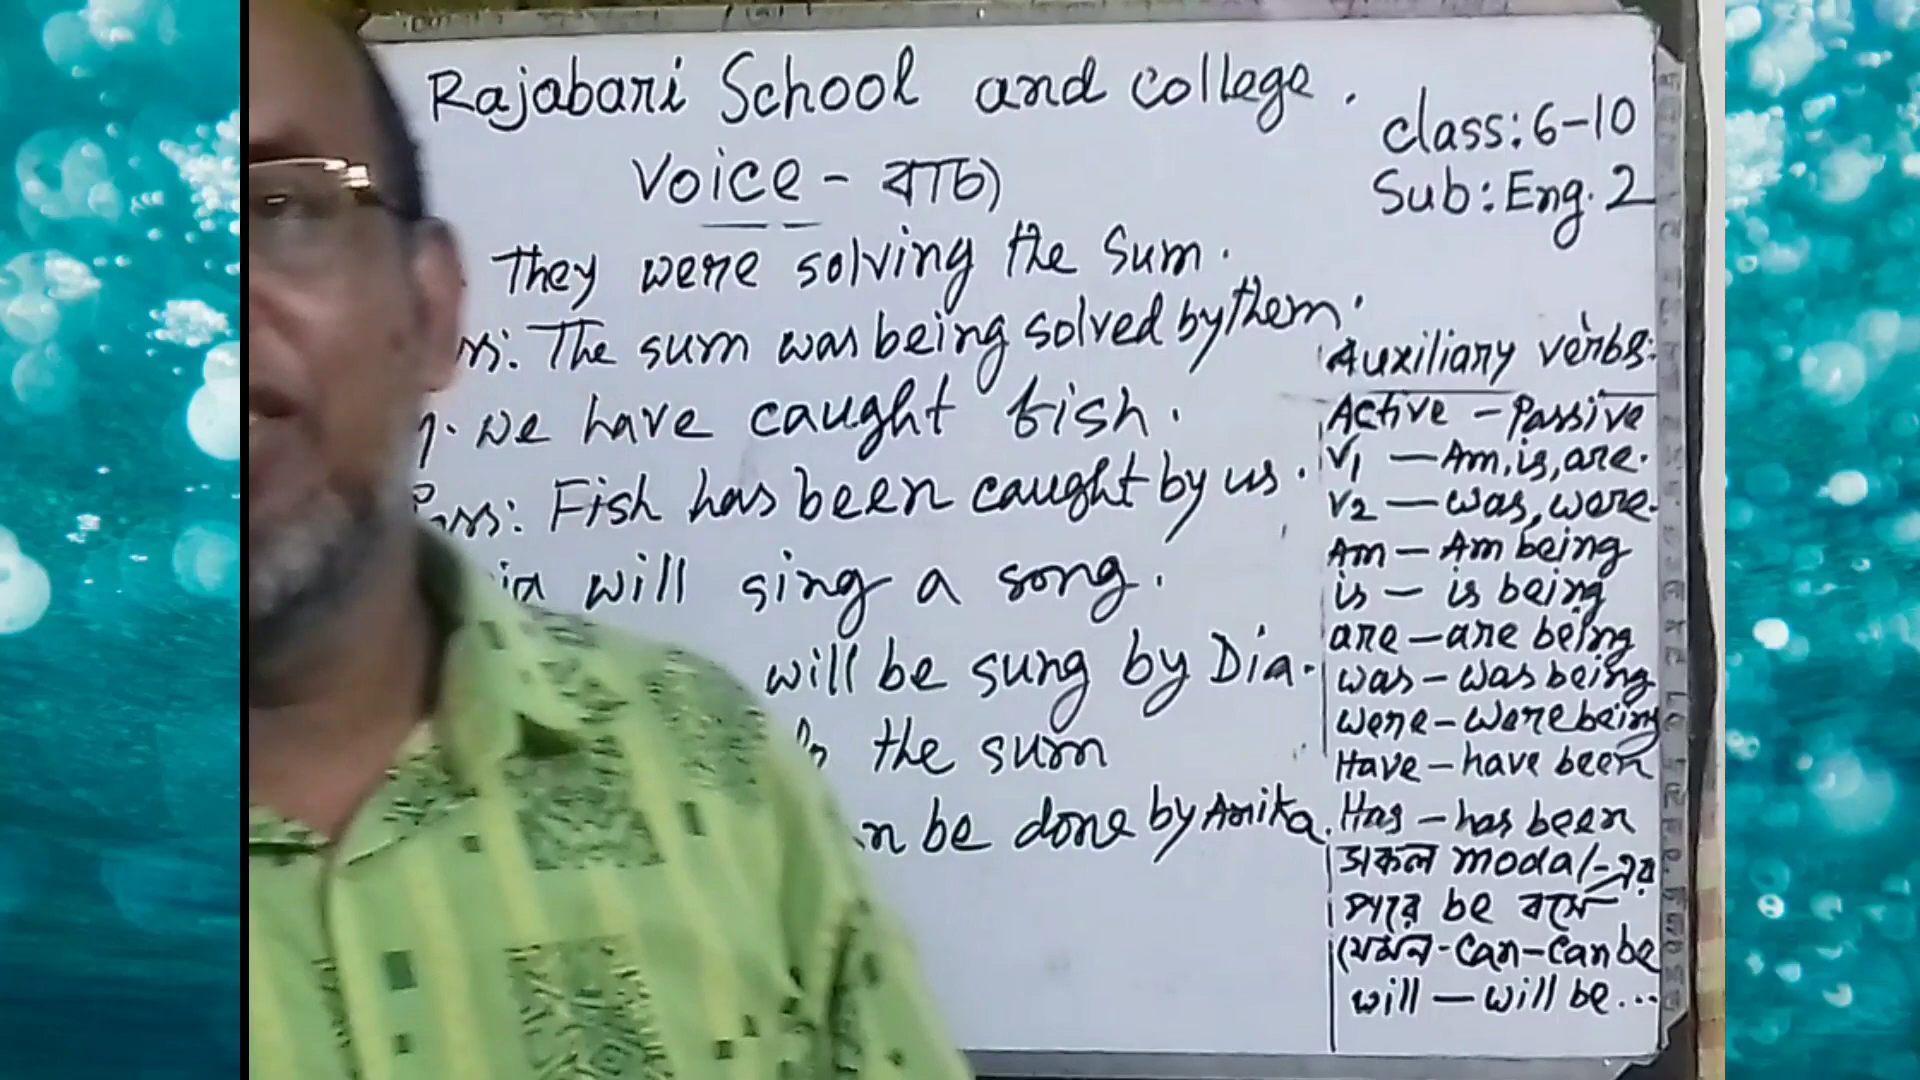 Rajabari School and college.
class: 6-10
Sub: Eng. 2
Voice - বাচ্য
They were solving the sum.
Pass: The sum was being solved by them.
we have caught fish.
Pass: Fish has been caught by us.
will sing a song.
will be sung by Dia.
the sum
be done by Anika.
Auxiliary verbs:
Active - Passive
V1 - Am, is, are.
V2 - was, were.
Am - Am being
is - is being
are - are being
was - was being
were - were being
Have - have been
Has - has been
সকল modal-এর
পরে be বসে
যেমন- can - can be
will - will be...